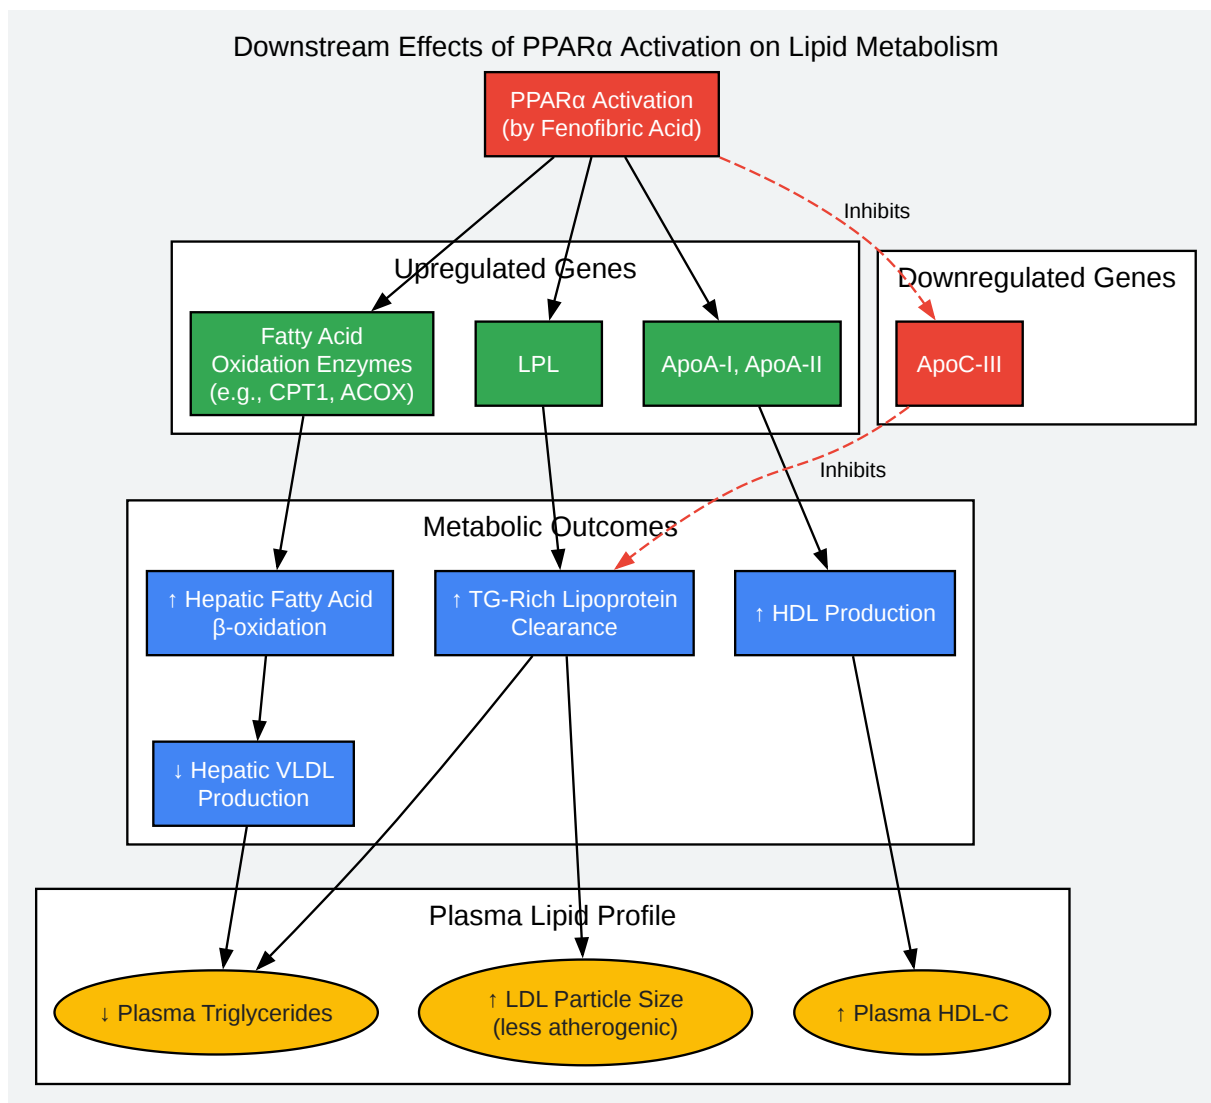 Downstream Effects of PPARα Activation on Lipid Metabolism
PPARα Activation
(by Fenofibric Acid)
Inhibits
Upregulated Genes
Downregulated Genes
Fatty Acid
Oxidation Enzymes
(e.g., CPT1, ACOX)
LPL
ApoA-I, ApoA-II
ApoC-III
Inhibits
Metabolic Outcomes
↑ Hepatic Fatty Acid
β-oxidation
↑ TG-Rich Lipoprotein
Clearance
↑ HDL Production
↓ Hepatic VLDL
Production
Plasma Lipid Profile
↓ Plasma Triglycerides
↑ LDL Particle Size
(less atherogenic)
↑ Plasma HDL-C